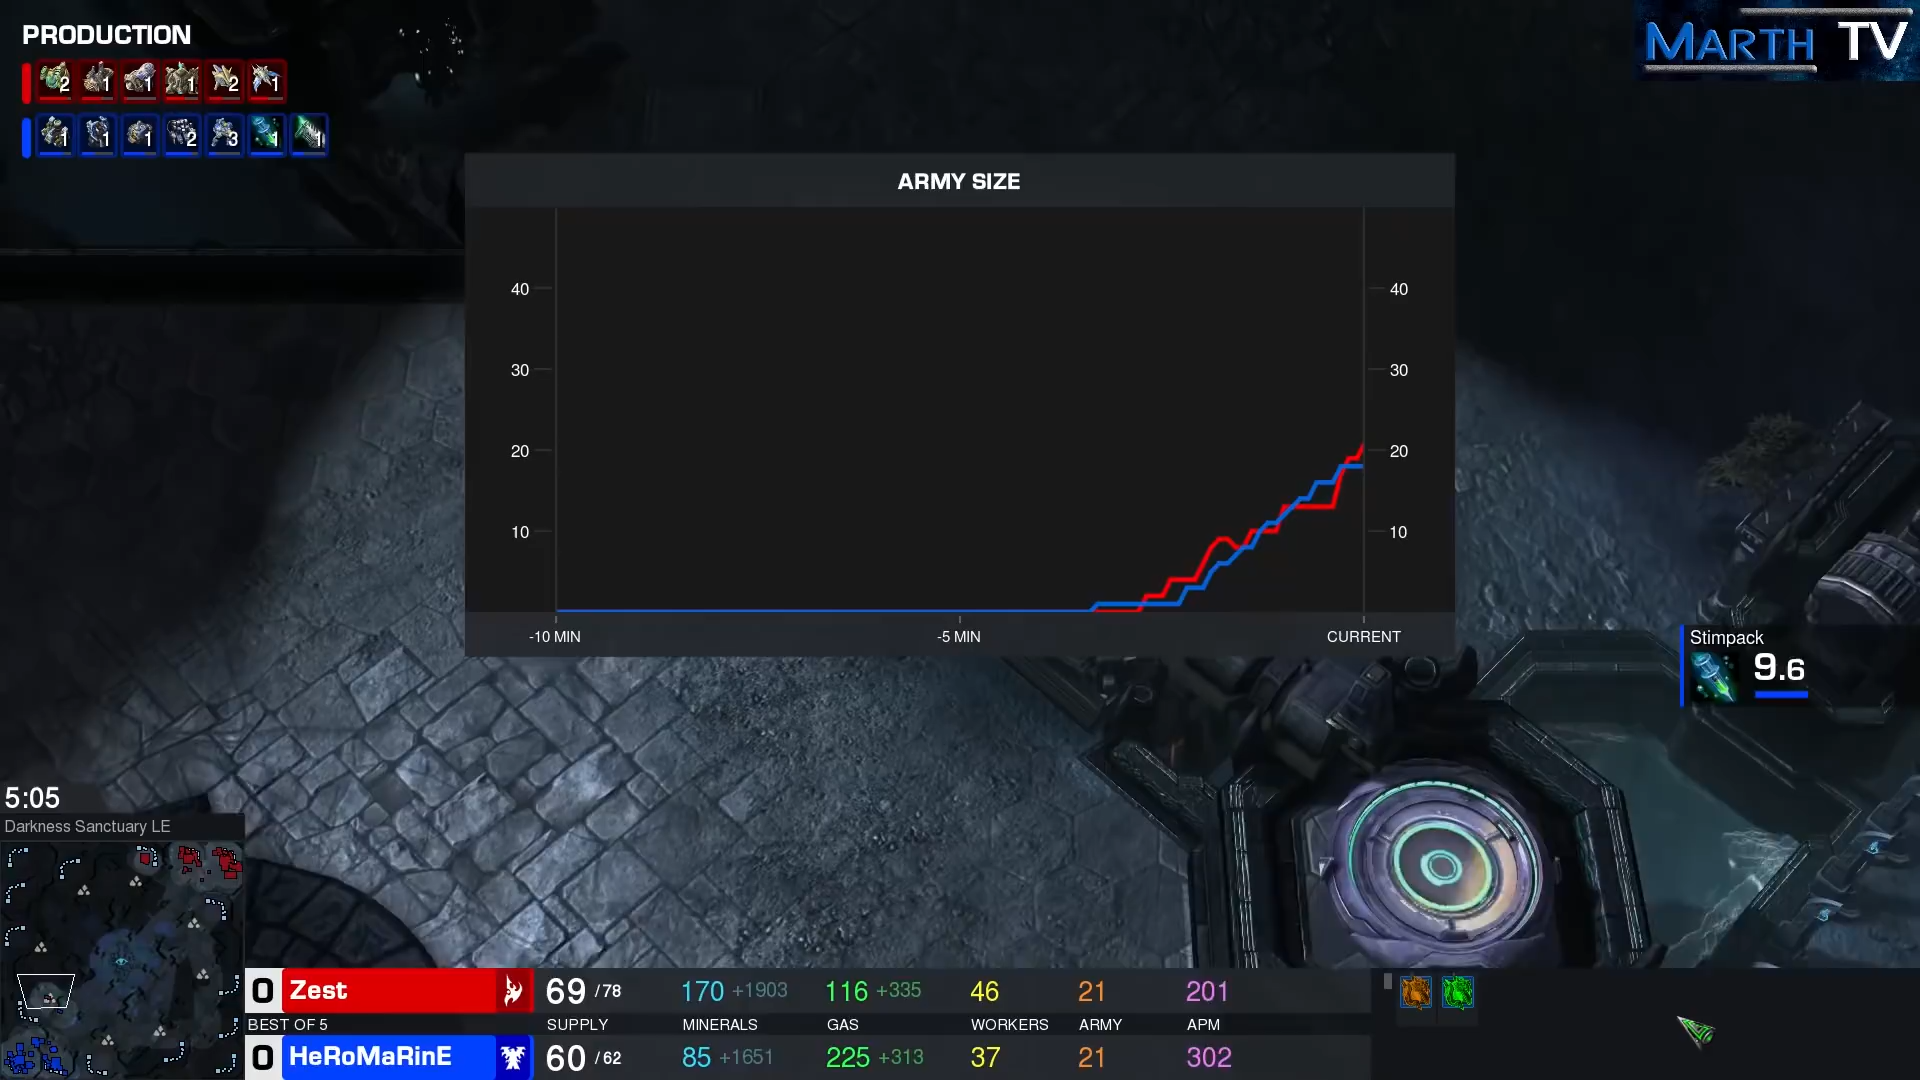 PRODUCTION
2 1 1 1 2 1
1 1 1 2 3 1 1
MARTH TV
ARMY SIZE
40 40
30 30
20 20
10 10
-10 MIN -5 MIN CURRENT
Stimpack
9.6
5:05
Darkness Sanctuary LE
0 Zest 69 /78 170 +1903 116 +335 46 21 201
BEST OF 5 SUPPLY MINERALS GAS WORKERS ARMY APM
0 HeRoMaRinE 60 /62 85 +1651 225 +313 37 21 302